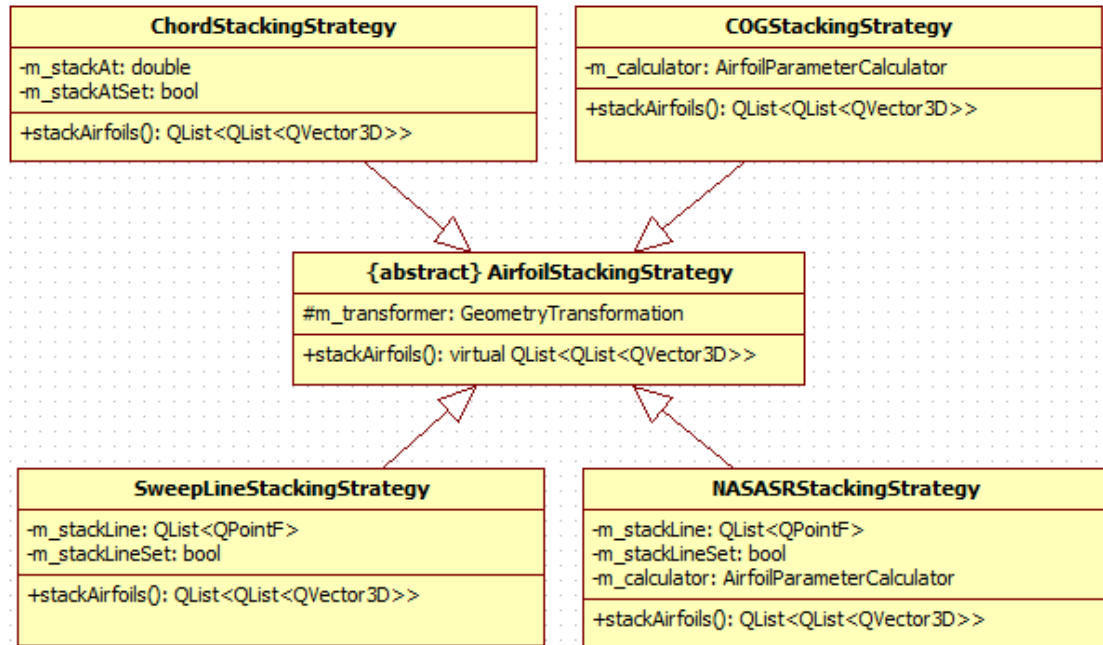 ChordStackingStrategy
-m_stackAt: double
-m_stackAtSet: bool
+stackAirfoils(): QList<QList<QVector3D>>
COGStackingStrategy
-m_calculator: AirfoilParameterCalculator
+stackAirfoils(): QList<QList<QVector3D>>
{abstract} AirfoilStackingStrategy
#m_transformer: GeometryTransformation
+stackAirfoils(): virtual QList<QList<QVector3D>>
SweepLineStackingStrategy
-m_stackLine: QList<QPointF>
-m_stackLineSet: bool
+stackAirfoils(): QList<QList<QVector3D>>
NASASRStackingStrategy
-m_stackLine: QList<QPointF>
-m_stackLineSet: bool
-m_calculator: AirfoilParameterCalculator
+stackAirfoils(): QList<QList<QVector3D>>